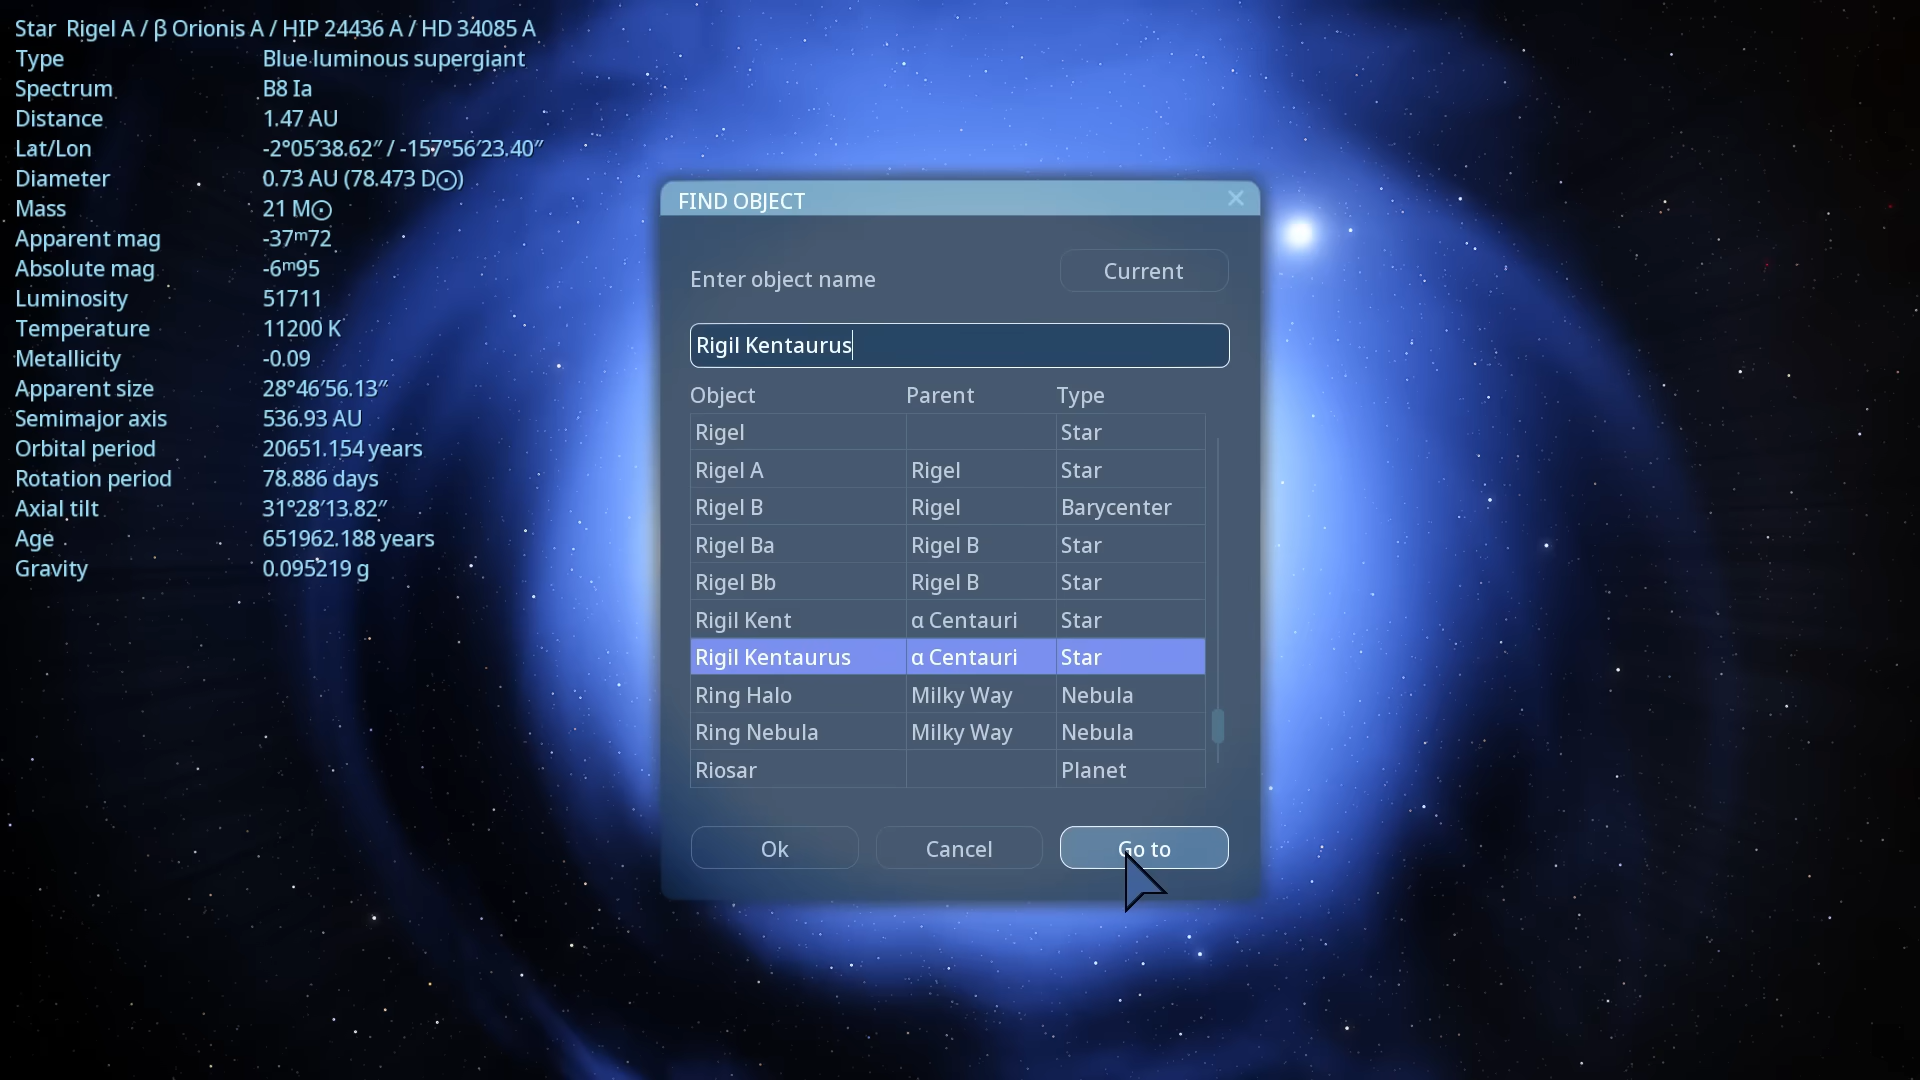 Star Rigel A / β Orionis A / HIP 24436 A / HD 34085 A
Type Blue luminous supergiant
Spectrum B8 Ia
Distance 1.47 AU
Lat/Lon -2°05′38.62″ / -157°56′23.40″
Diameter 0.73 AU (78.473 D☉)
Mass 21 M☉
Apparent mag -37ᵐ72
Absolute mag -6ᵐ95
Luminosity 51711
Temperature 11200 K
Metallicity -0.09
Apparent size 28°46′56.13″
Semimajor axis 536.93 AU
Orbital period 20651.154 years
Rotation period 78.886 days
Axial tilt 31°28′13.82″
Age 651962.188 years
Gravity 0.095219 g
FIND OBJECT
Enter object name
Current
Rigil Kentaurus
Object Parent Type
Rigel Star
Rigel A Rigel Star
Rigel B Rigel Barycenter
Rigel Ba Rigel B Star
Rigel Bb Rigel B Star
Rigil Kent α Centauri Star
Rigil Kentaurus α Centauri Star
Ring Halo Milky Way Nebula
Ring Nebula Milky Way Nebula
Riosar Planet
Ok Cancel Go to